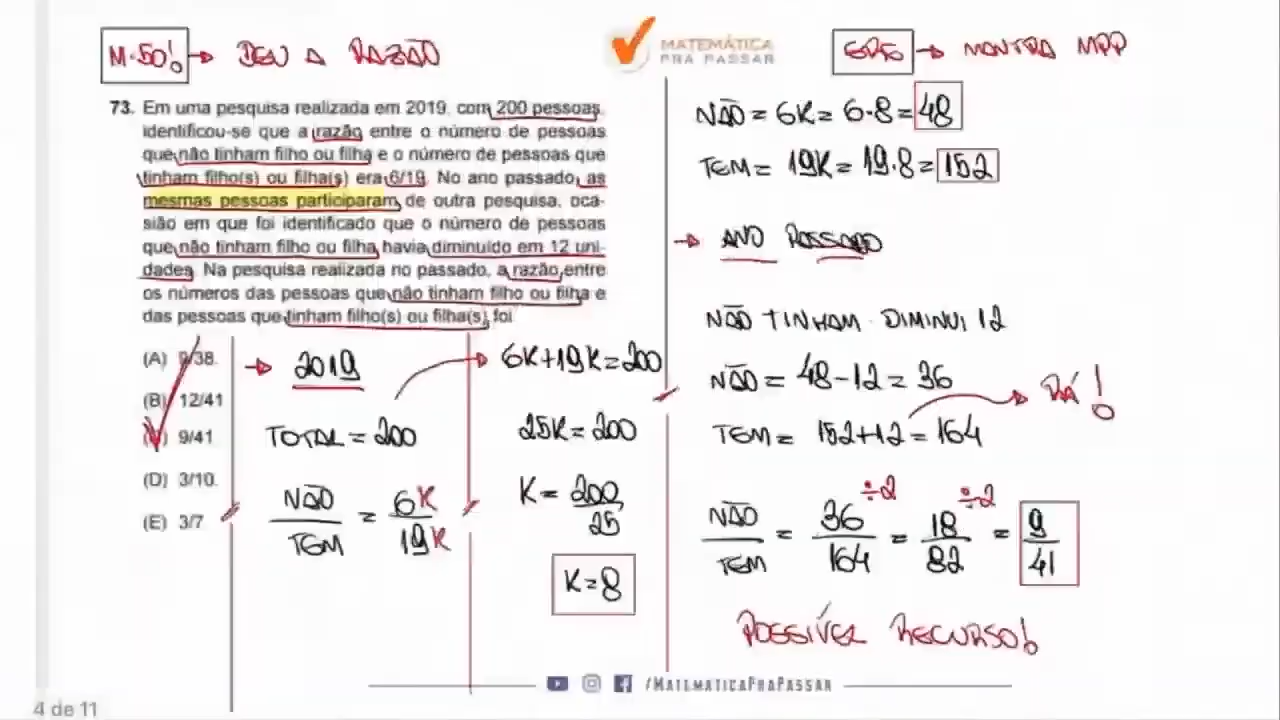 M.50! → DEU A RAZÃO
MATEMÁTICA
PRA PASSAR
→ MONTRA MPP
73. Em uma pesquisa realizada em 2019, com 200 pessoas,
identificou-se que a razão entre o número de pessoas
que não tinham filho ou filha e o número de pessoas que
tinham filho(s) ou filha(s) era 6/19. No ano passado, as
mesmas pessoas participaram de outra pesquisa, oca-
sião em que foi identificado que o número de pessoas
que não tinham filho ou filha havia diminuído em 12 uni-
dades. Na pesquisa realizada no passado, a razão entre
os números das pessoas que não tinham filho ou filha e
das pessoas que tinham filho(s) ou filha(s), foi
(A) 9/38.
(B) 12/41
9/41
(D) 3/10.
(E) 3/7
→ 2019
TOTAL = 200
NÃO/TEM = 6K/19K
→ 6K+19K=200
25K=200
K = 200/25
K=8
NÃO = 6K = 6.8 = 48
TEM = 19K = 19.8 = 152
→ ANO PASSADO
NÃO TINHAM DIMINUI 12
NÃO = 48-12 = 36
TEM = 152+12 = 164
→ RÁ!
NÃO/TEM = 36/164 ÷2 = 18/82 ÷2 = 9/41
POSSÍVEL RECURSO!
/MATEMATICAPRAPASSAR
4 de 11